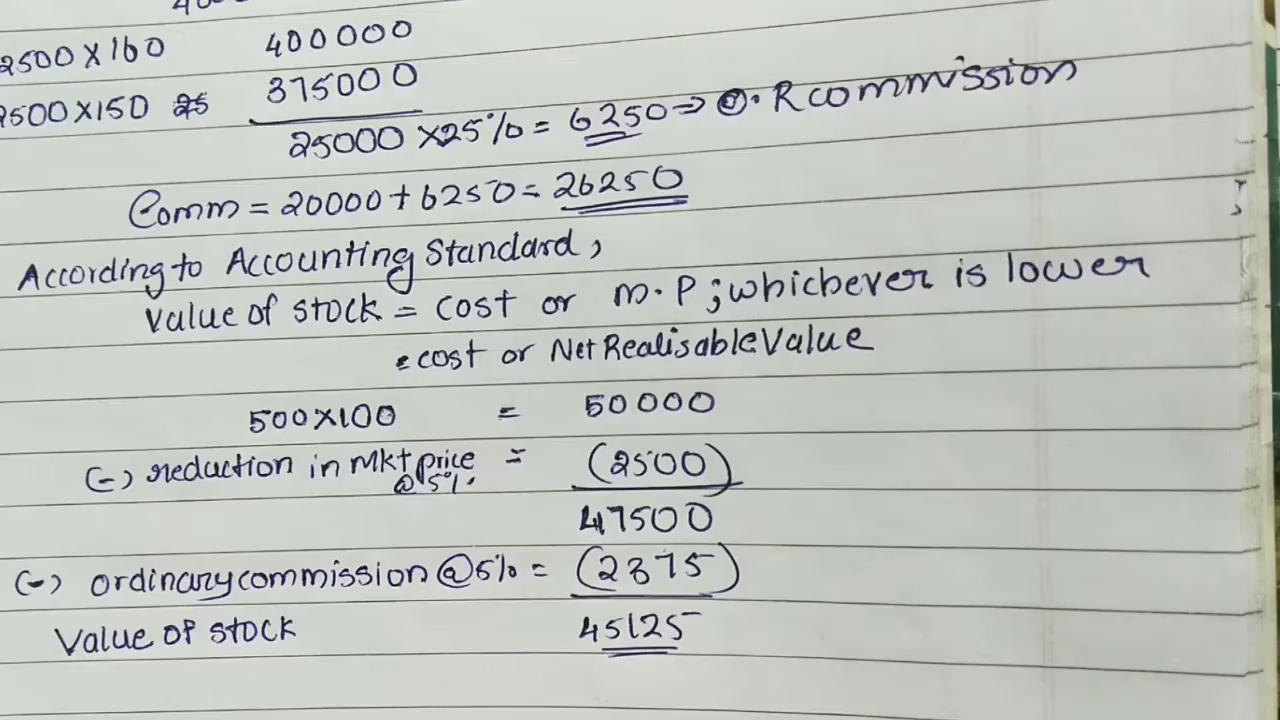 2500 X 160 400000
2500 X 150 25 375000
25000 X 25% = 6250 => O.R commission
Comm = 20000 + 6250 = 26250
According to Accounting Standard,
Value of stock = cost or m.P ; whichever is lower
cost or Net Realisable Value
500 X 100 = 50000
(-) reduction in Mkt price = (2500)
@ 5%
47500
(-) ordinary commission @ 5% = (2375)
Value of stock 45125